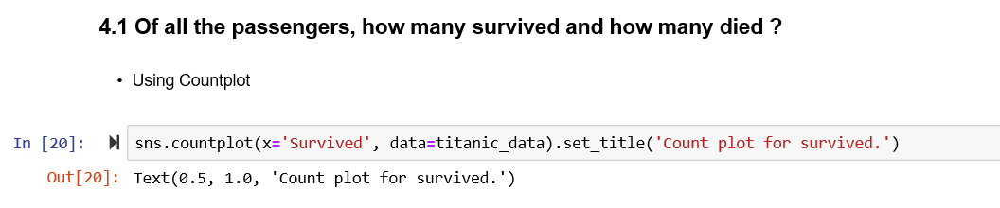 4.1 Of all the passengers, how many survived and how many died ?
• Using Countplot
In [20]: sns.countplot(x='Survived', data=titanic_data).set_title('Count plot for survived.')
Out[20]: Text(0.5, 1.0, 'Count plot for survived.')